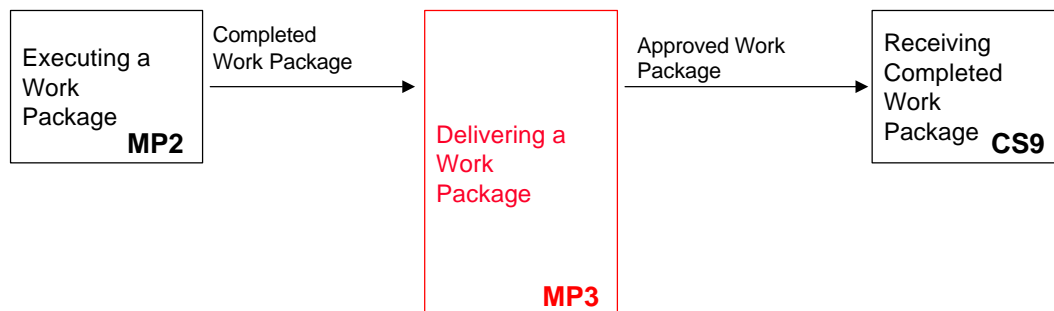 Executing a
Work
Package
MP2
Completed
Work Package
Delivering a
Work
Package
MP3
Approved Work
Package
Receiving
Completed
Work
Package
CS9